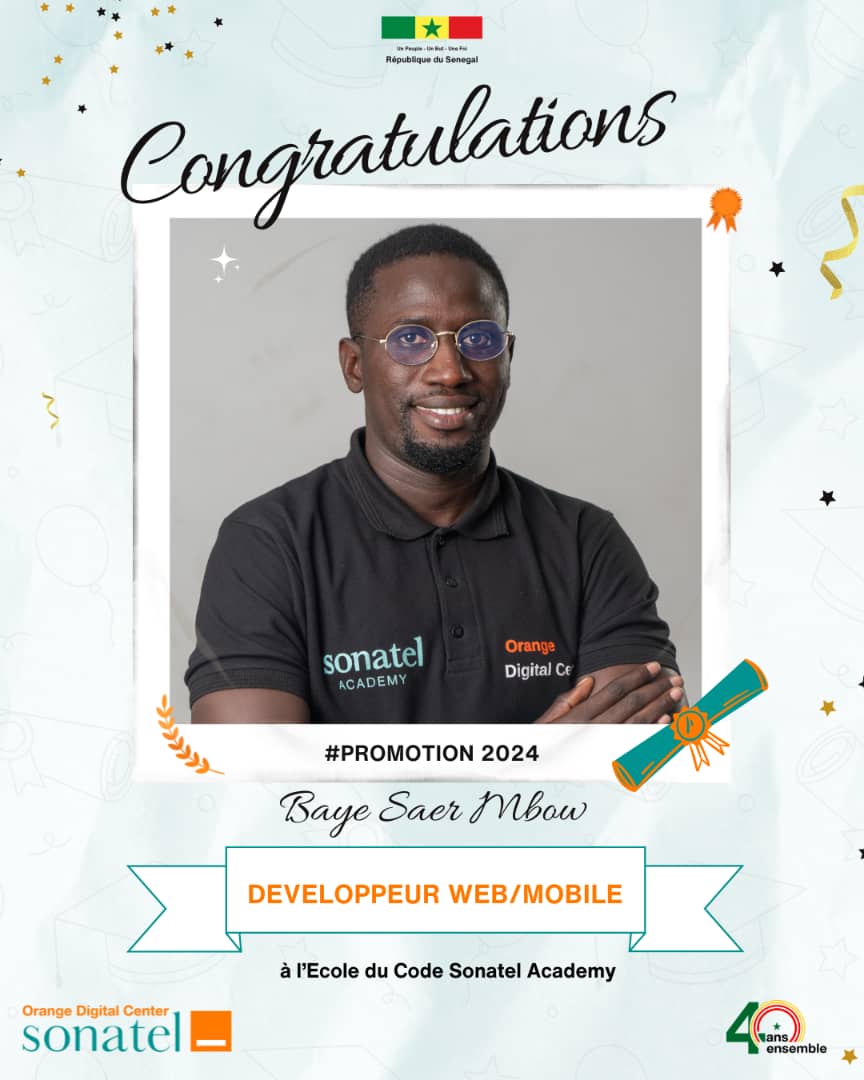 Un Peuple - Un But - Une Foi
République du Senegal
Congratulations
sonatel
ACADEMY
Orange
Digital Ce
#PROMOTION 2024
Baye Saer Mbow
DEVELOPPEUR WEB/MOBILE
à l'Ecole du Code Sonatel Academy
Orange Digital Center
sonatel
40ans
ensemble